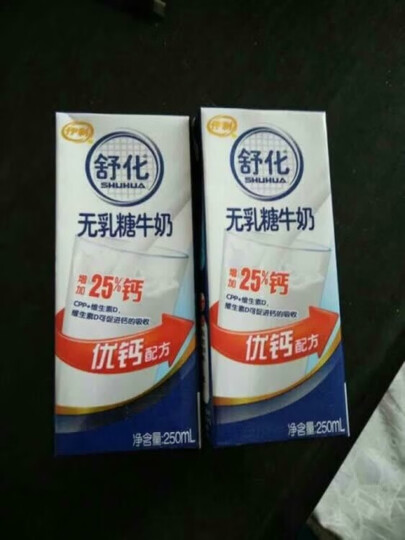 伊利
舒化
SHUHUA
无乳糖牛奶
增加25%钙
CPP+维生素D,
维生素D可促进钙的吸收
优钙配方
净含量:250mL
伊利
舒化
SHUHUA
无乳糖牛奶
增加25%钙
CPP+维生素D,
维生素D可促进钙的吸收
优钙配方
净含量:250mL